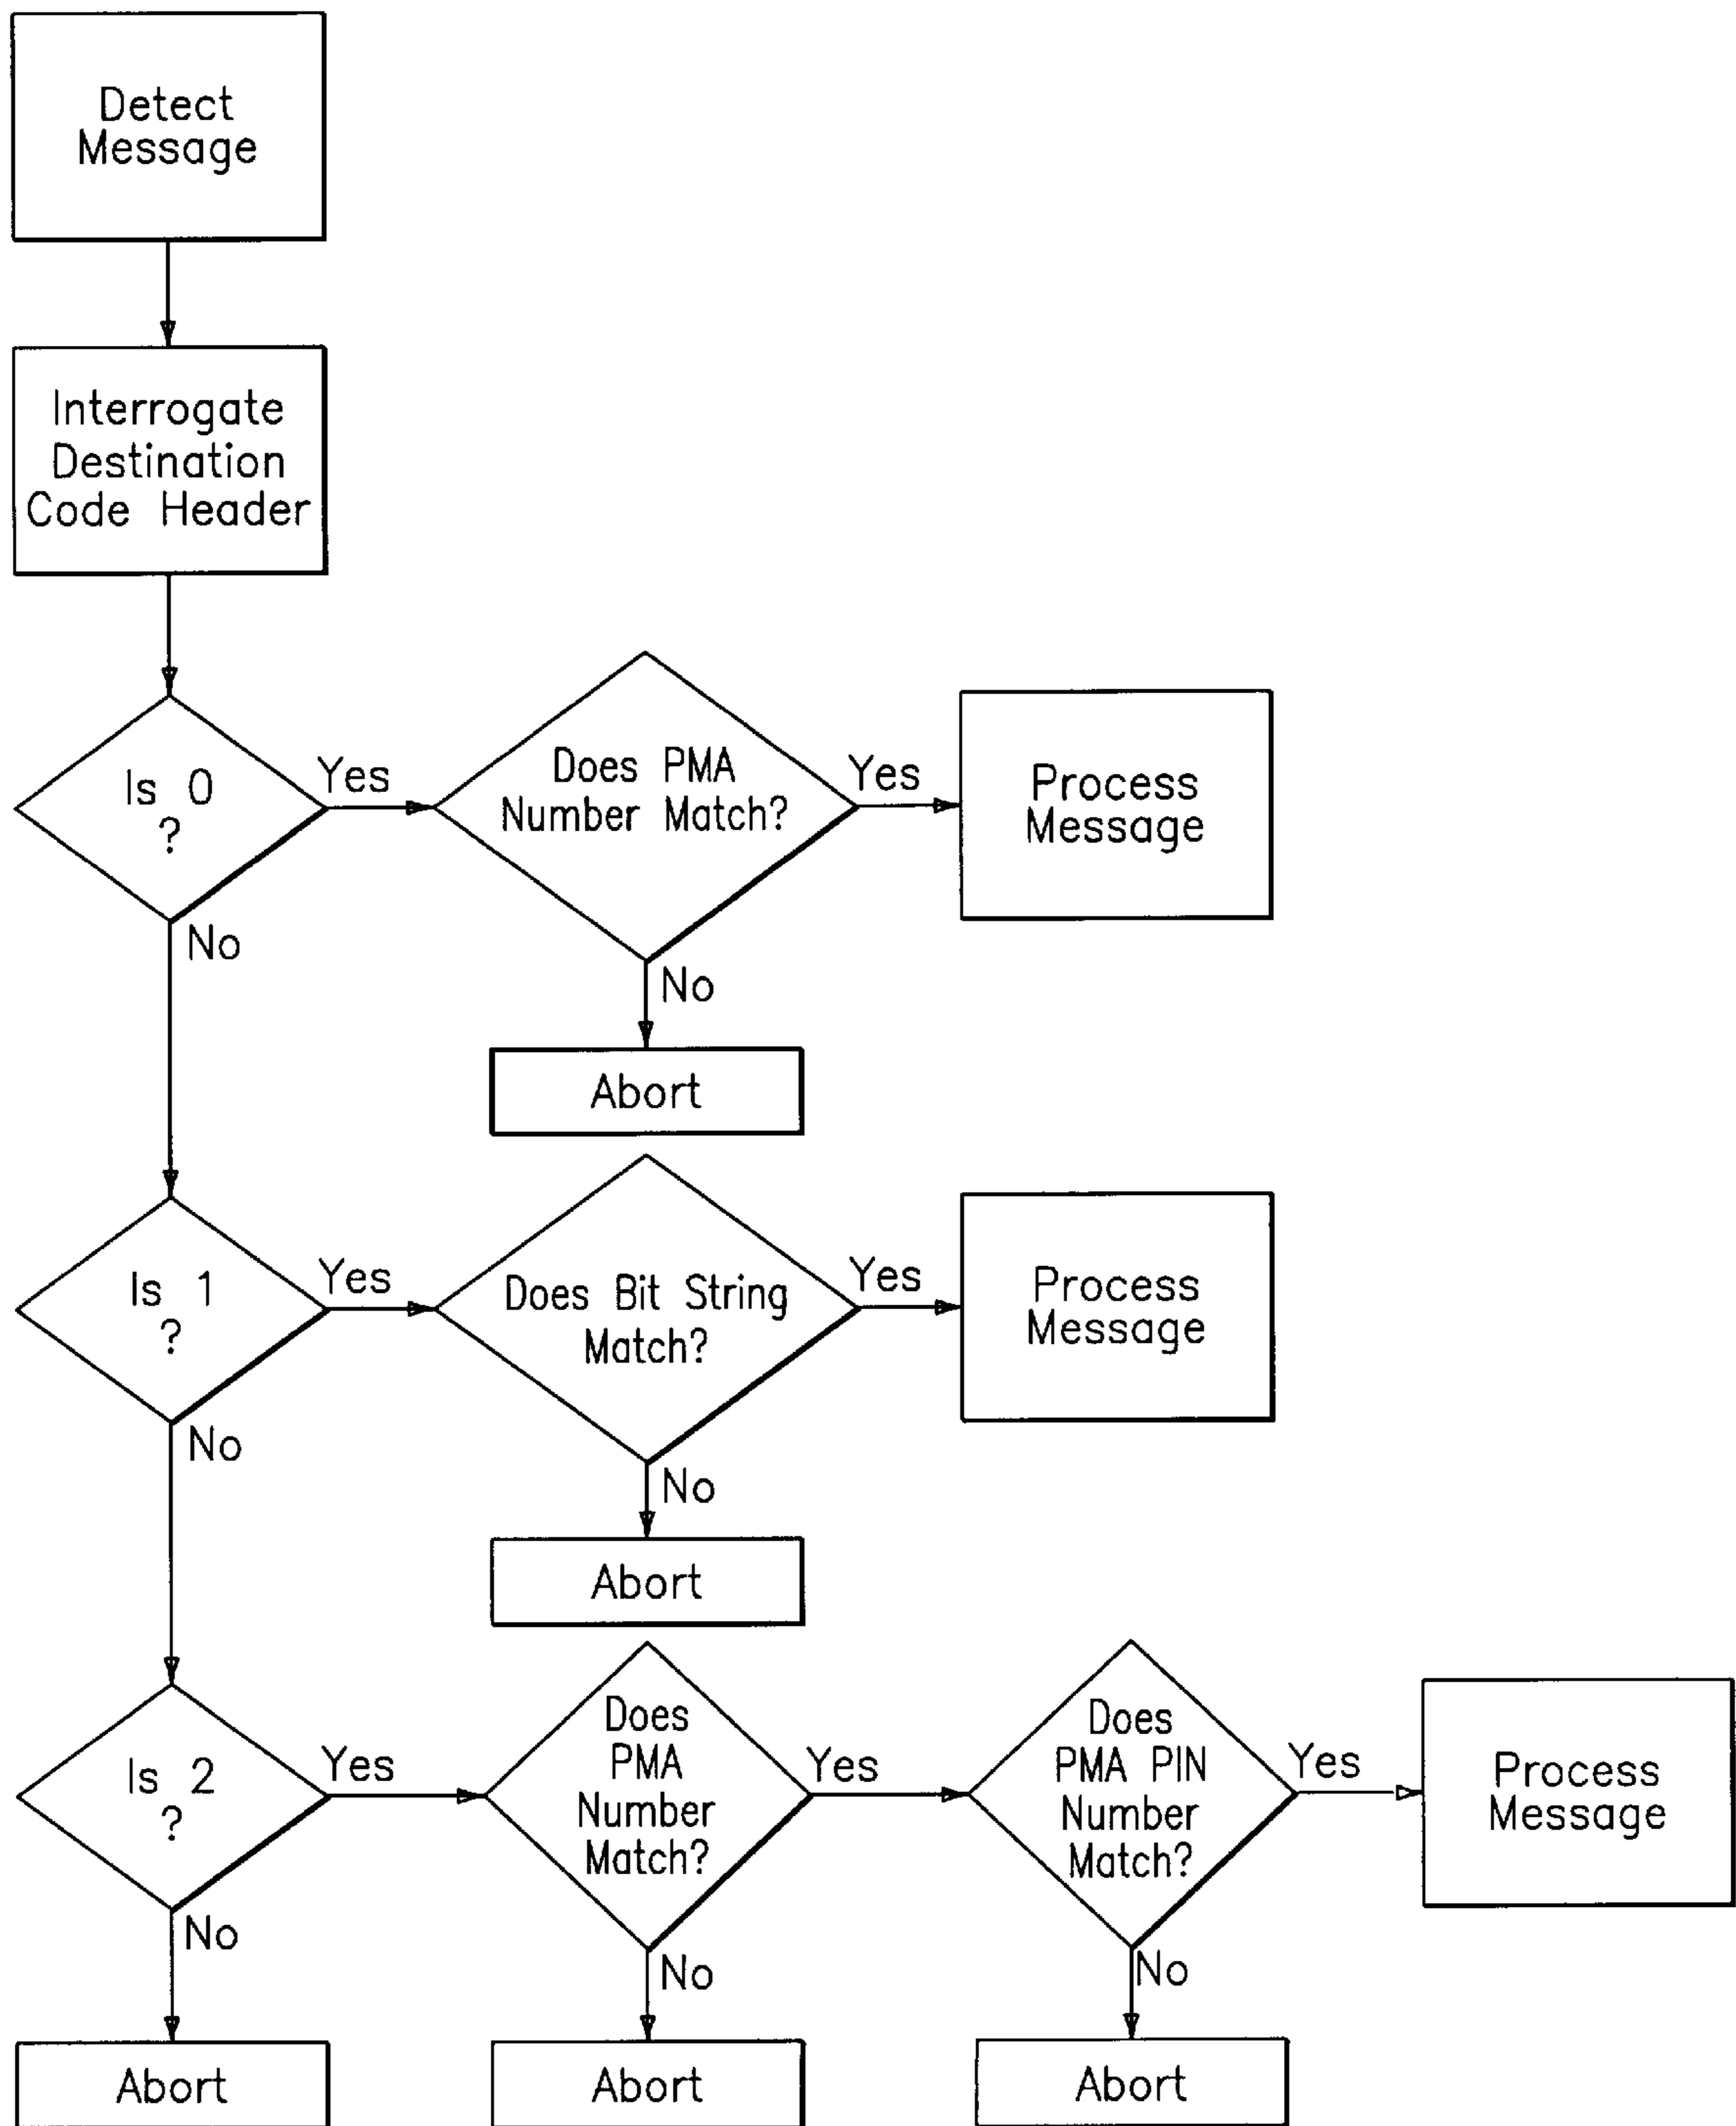 Detect
Message
Interrogate
Destination
Code Header
Is 0
?
Yes
Does PMA
Number Match?
Yes
Process
Message
No
No
Abort
Is 1
?
Yes
Does Bit String
Match?
Yes
Process
Message
No
No
Abort
Is 2
?
Yes
Does
PMA
Number
Match?
Yes
Does
PMA PIN
Number
Match?
Yes
Process
Message
No
No
No
Abort
Abort
Abort